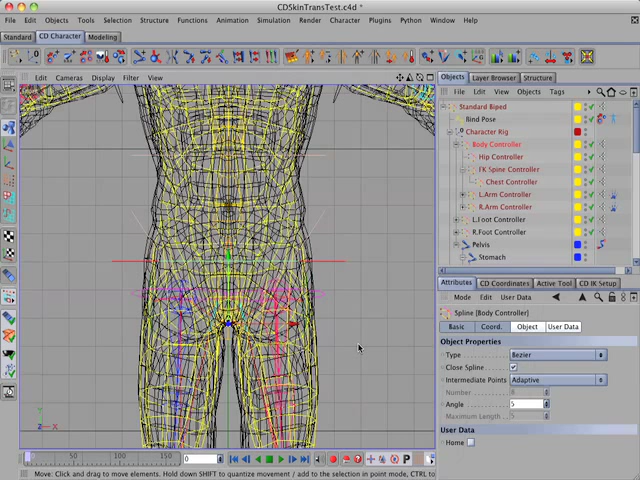 CDSkinTransTest.c4d *
File Objects Tools Selection Structure Functions Animation Simulation Render Character Plugins Python Window Help
Standard CD Character Modeling
Edit Cameras Display Filter View
Objects Layer Browser Structure
File Edit View Objects Tags
Standard Biped
Bind Pose
Character Rig
Body Controller
Hip Controller
FK Spine Controller
Chest Controller
L.Arm Controller
R.Arm Controller
L.Foot Controller
R.Foot Controller
Pelvis
Stomach
Attributes CD Coordinates Active Tool CD IK Setup
Mode Edit User Data
Spline [Body Controller]
Basic Coord. Object User Data
Object Properties
Type Bezier
Close Spline
Intermediate Points Adaptive
Number 8
Angle 5
Maximum Length 5
User Data
Home
Y
Z X
0 50 100 150 0
P
Move: Click and drag to move elements. Hold down SHIFT to quantize movement / add to the selection in point mode, CTRL to